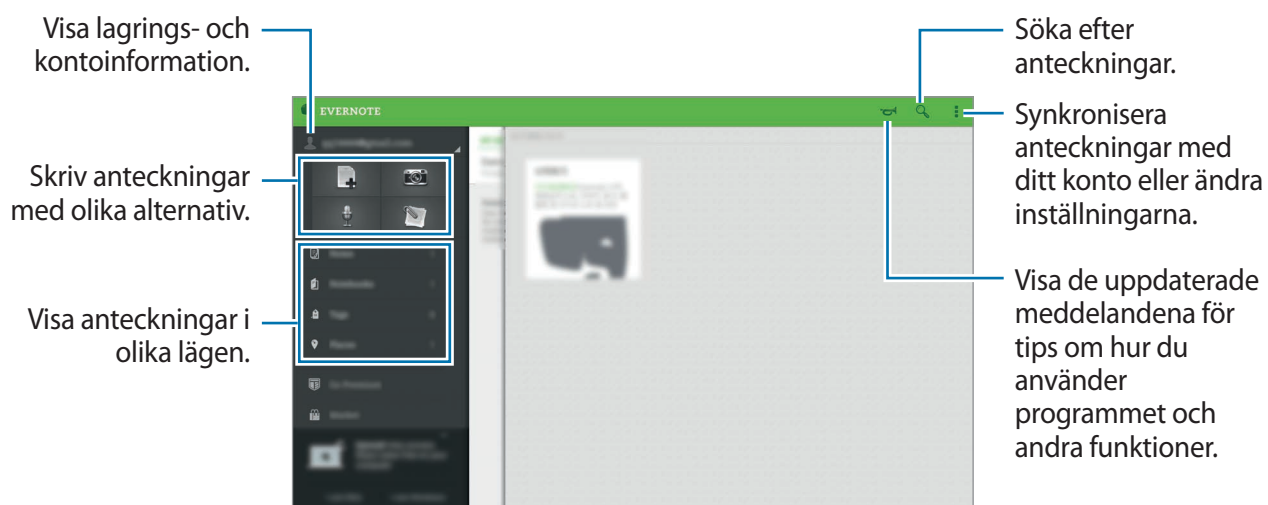 Visa lagrings- och
kontoinformation.
Skriv anteckningar
med olika alternativ.
Visa anteckningar i
olika lägen.
EVERNOTE
Söka efter
anteckningar.
Synkronisera
anteckningar med
ditt konto eller ändra
inställningarna.
Visa de uppdaterade
meddelandena för
tips om hur du
använder
programmet och
andra funktioner.